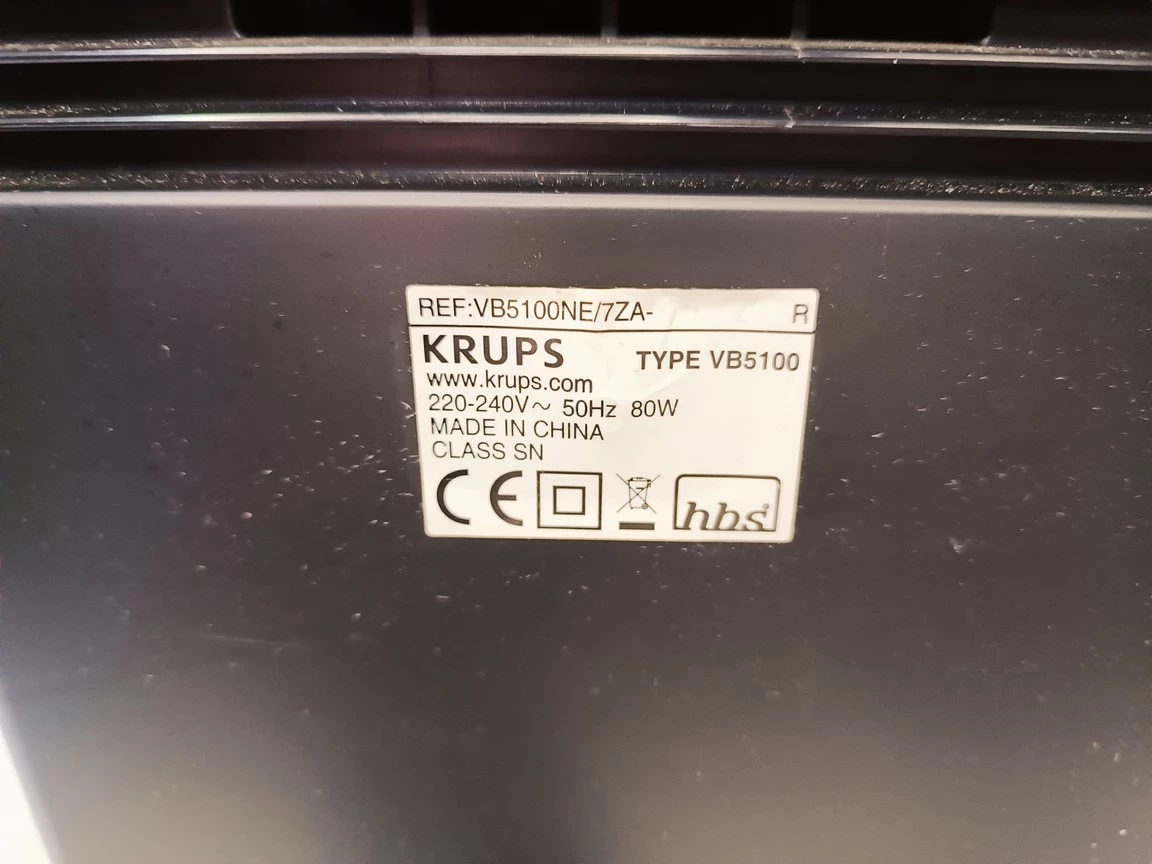 REF:VB5100NE/7ZA- R
KRUPS TYPE VB5100
www.krups.com
220-240V~ 50Hz 80W
MADE IN CHINA
CLASS SN
CE hbs